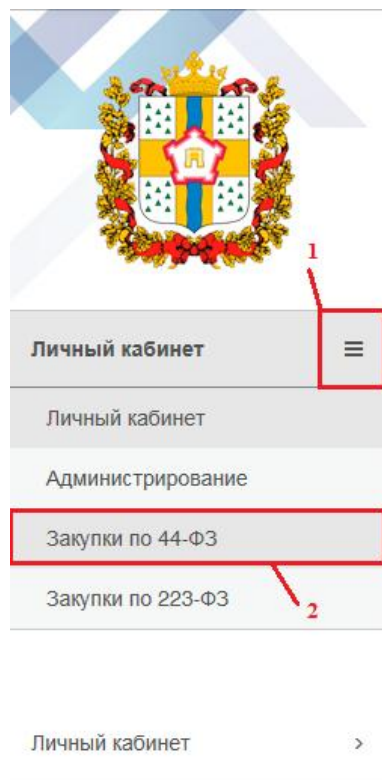 1
Личный кабинет
Личный кабинет
Администрирование
Закупки по 44-ФЗ
Закупки по 223-ФЗ
2
Личный кабинет